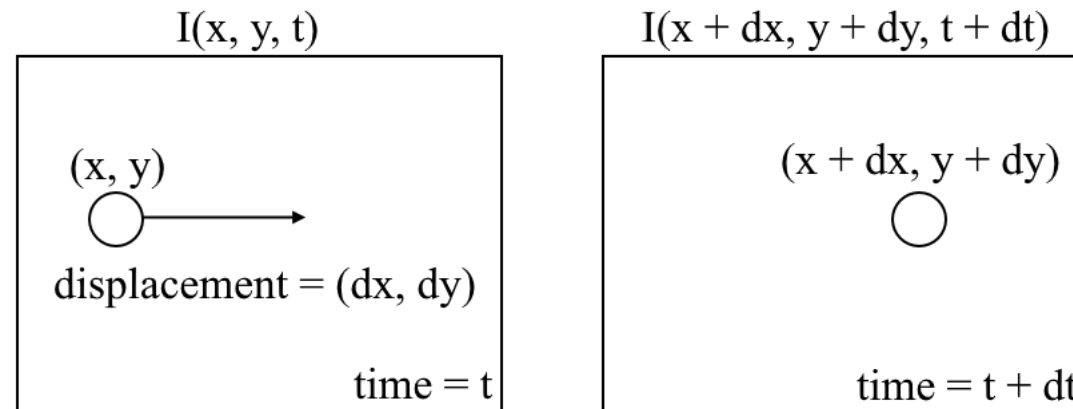 I(x, y, t)
(x, y)
displacement = (dx, dy)
time = t
I(x + dx, y + dy, t + dt)
(x + dx, y + dy)
time = t + dt